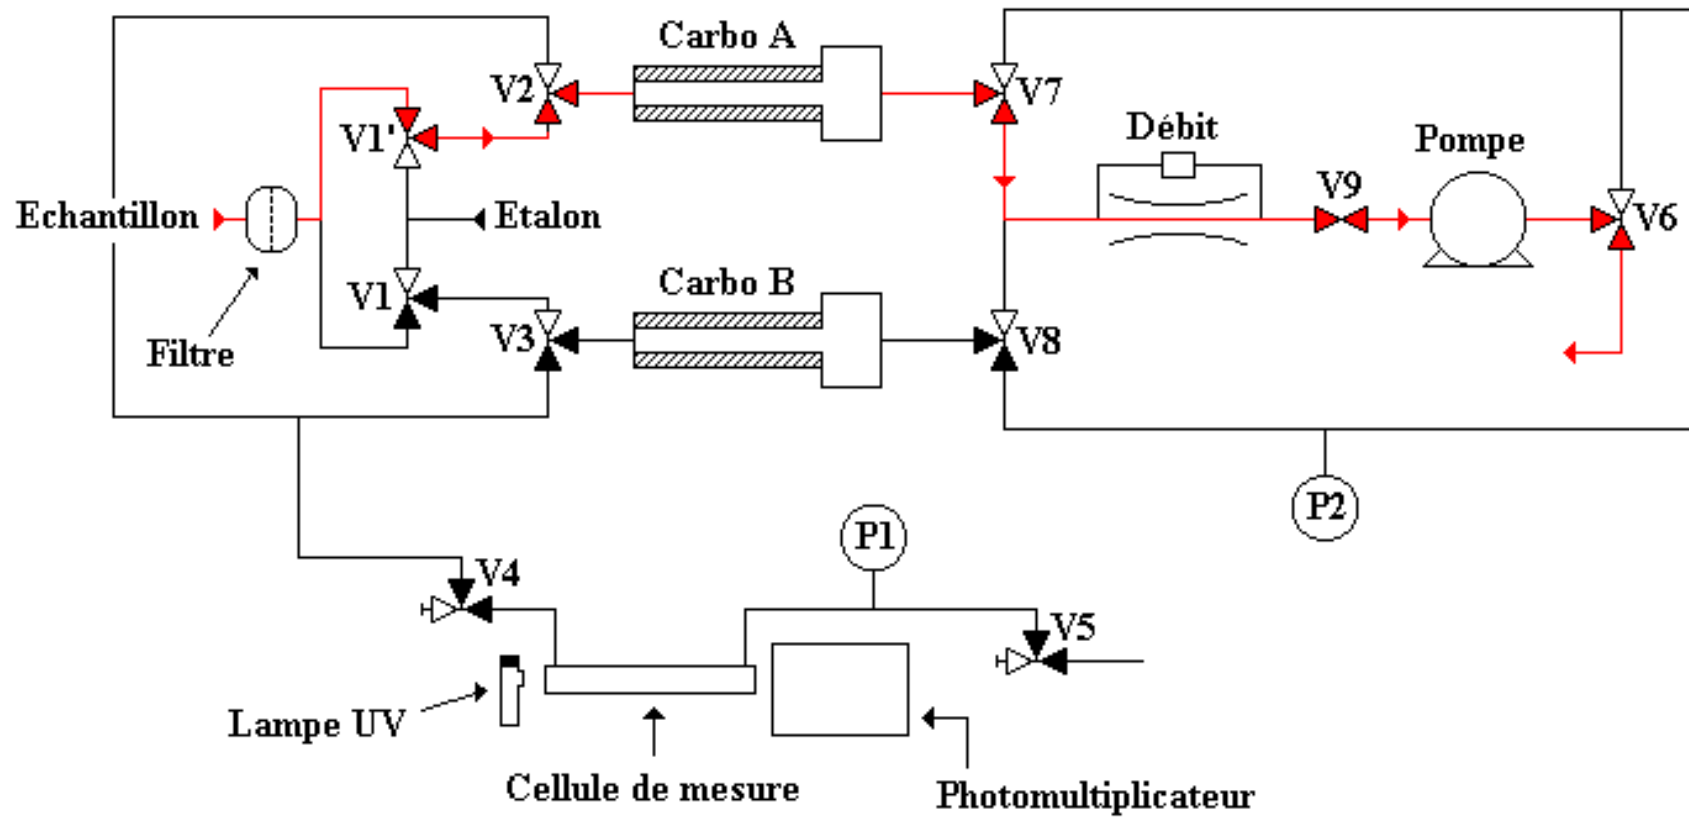 Carbo A
V2
V7
V1'
Débit
Pompe
V9
Echantillon
Etalon
V6
V1
Carbo B
Filtre
V3
V8
P2
P1
V4
V5
Lampe UV
Cellule de mesure
Photomultiplicateur